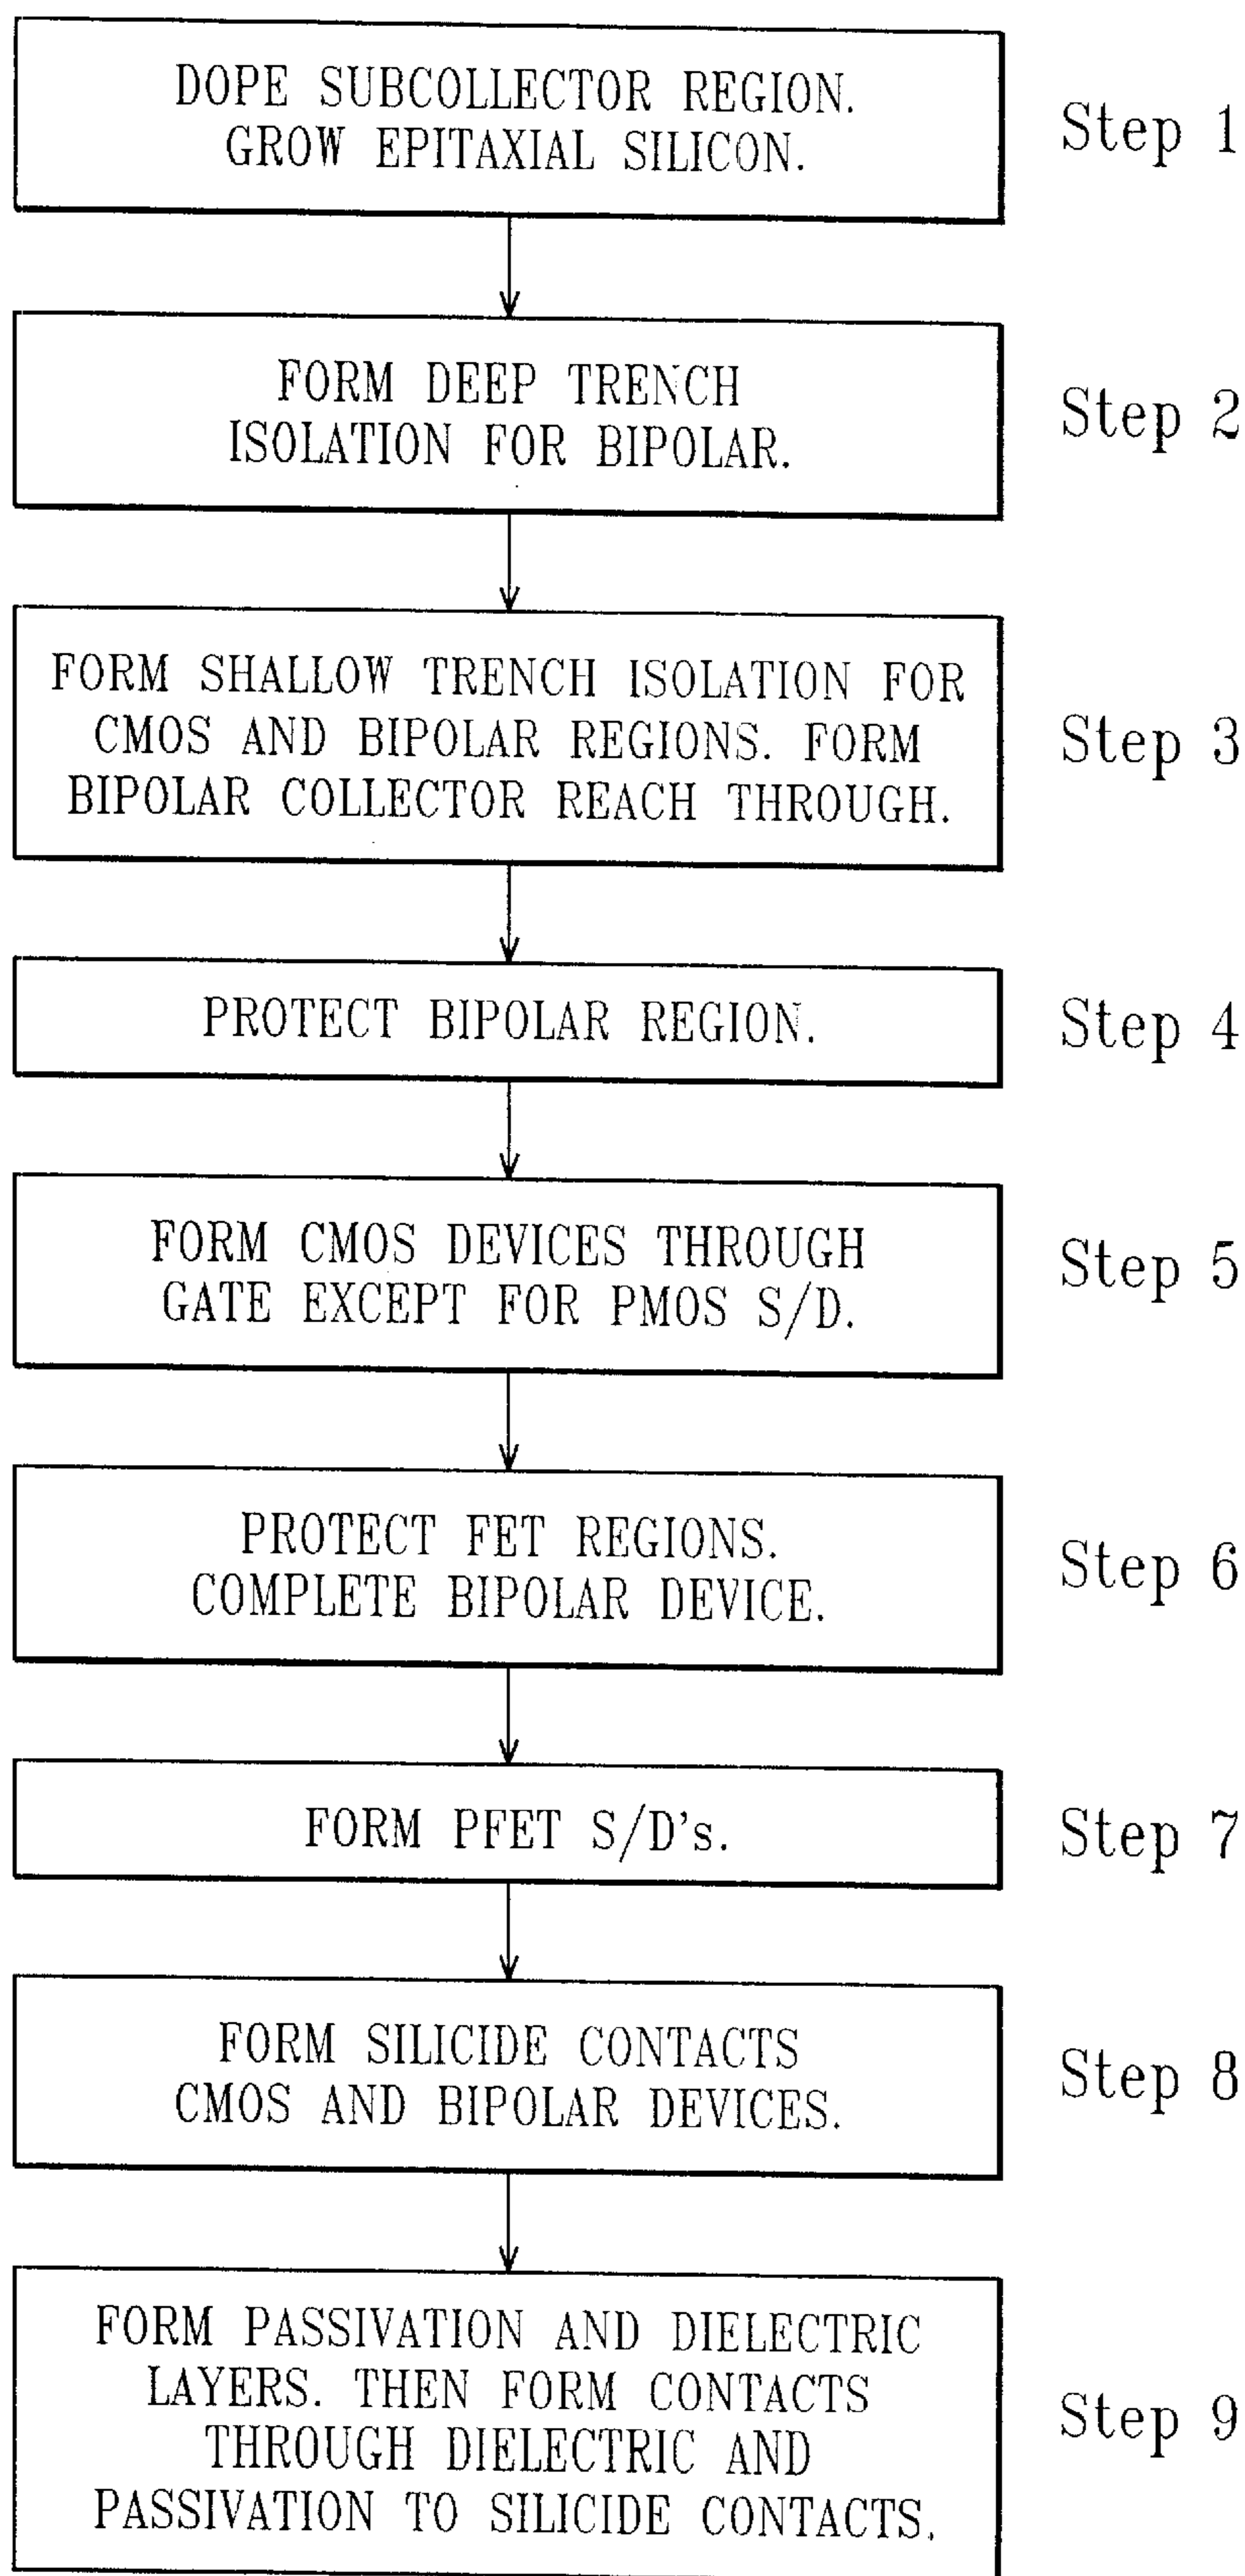 DOPE SUBCOLLECTOR REGION.
GROW EPITAXIAL SILICON.
Step 1
FORM DEEP TRENCH
ISOLATION FOR BIPOLAR.
Step 2
FORM SHALLOW TRENCH ISOLATION FOR
CMOS AND BIPOLAR REGIONS. FORM
BIPOLAR COLLECTOR REACH THROUGH.
Step 3
PROTECT BIPOLAR REGION.
Step 4
FORM CMOS DEVICES THROUGH
GATE EXCEPT FOR PMOS S/D.
Step 5
PROTECT FET REGIONS.
COMPLETE BIPOLAR DEVICE.
Step 6
FORM PFET S/D's.
Step 7
FORM SILICIDE CONTACTS
CMOS AND BIPOLAR DEVICES.
Step 8
FORM PASSIVATION AND DIELECTRIC
LAYERS. THEN FORM CONTACTS
THROUGH DIELECTRIC AND
PASSIVATION TO SILICIDE CONTACTS.
Step 9